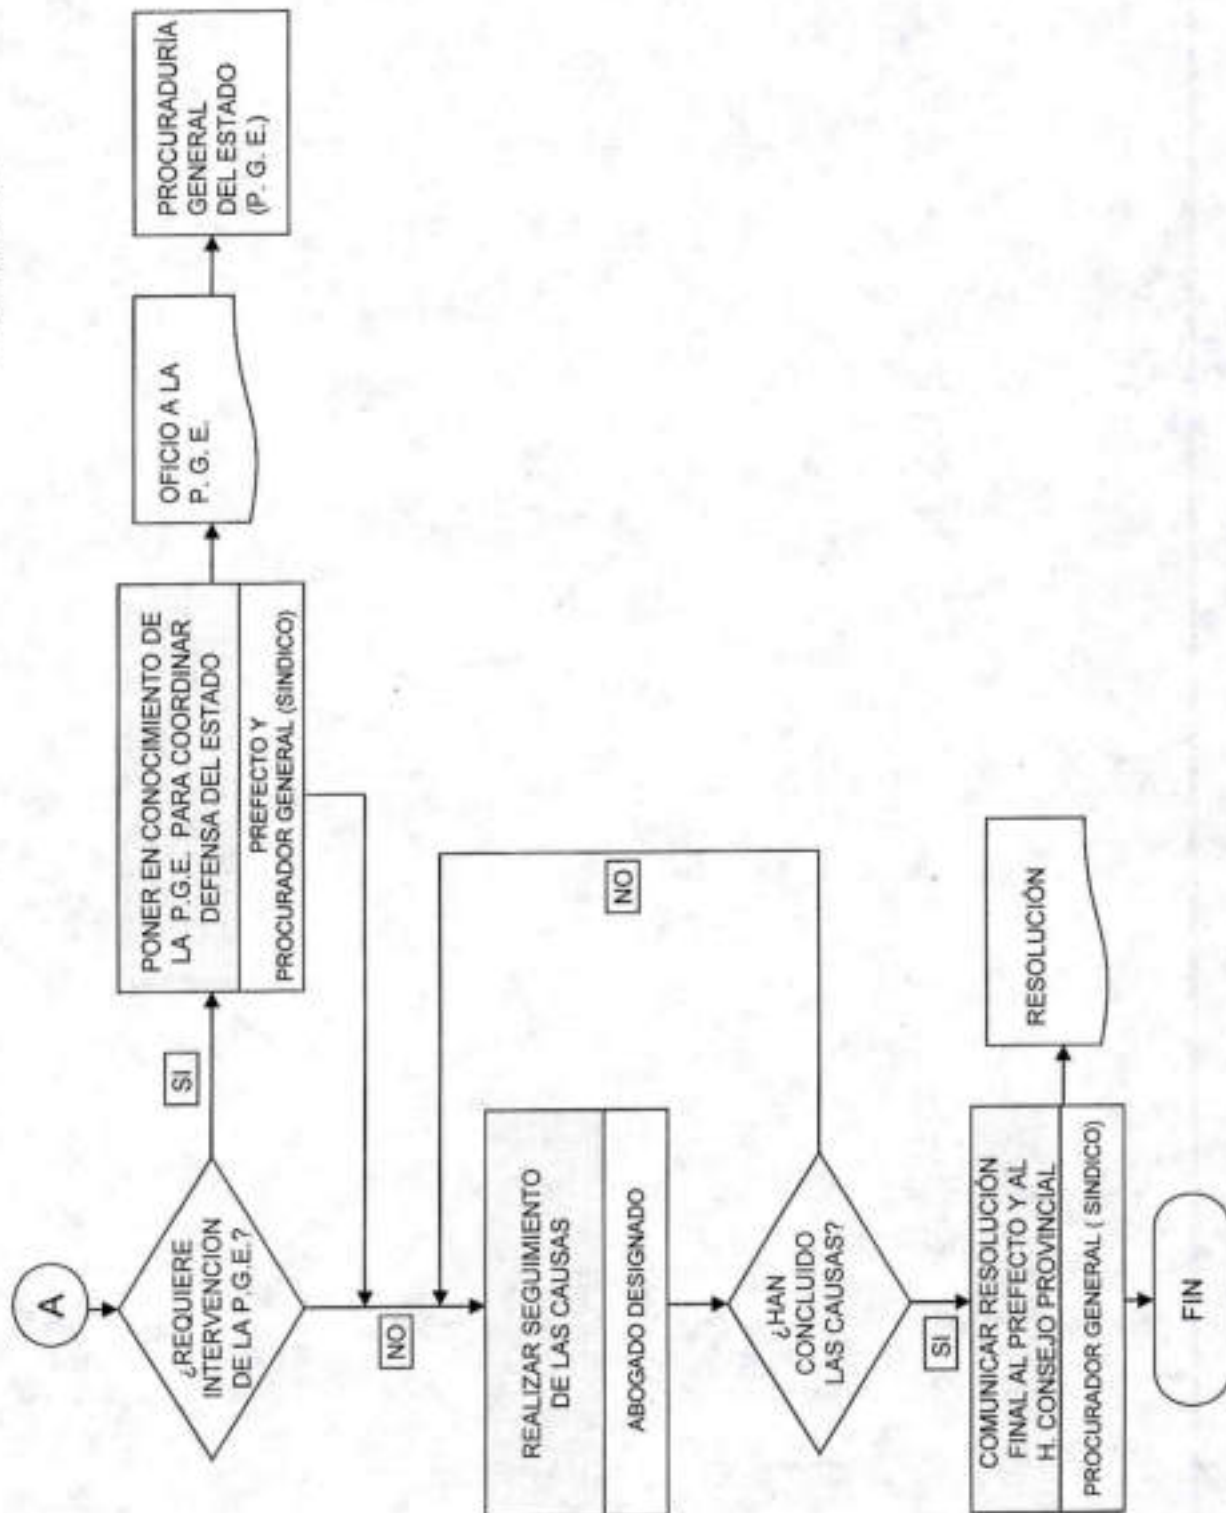 A
¿REQUIERE
INTERVENCION
DE LA P.G.E.?
SI
PONER EN CONOCIMIENTO DE
LA P.G.E. PARA COORDINAR
DEFENSA DEL ESTADO
PREFECTO Y
PROCURADOR GENERAL (SINDICO)
OFICIO A LA
P. G. E.
PROCURADURÍA
GENERAL
DEL ESTADO
(P. G. E.)
NO
REALIZAR SEGUIMIENTO
DE LAS CAUSAS
ABOGADO DESIGNADO
¿HAN
CONCLUIDO
LAS CAUSAS?
NO
SI
COMUNICAR RESOLUCIÓN
FINAL AL PREFECTO Y AL
H. CONSEJO PROVINCIAL
PROCURADOR GENERAL ( SINDICO)
RESOLUCIÓN
FIN